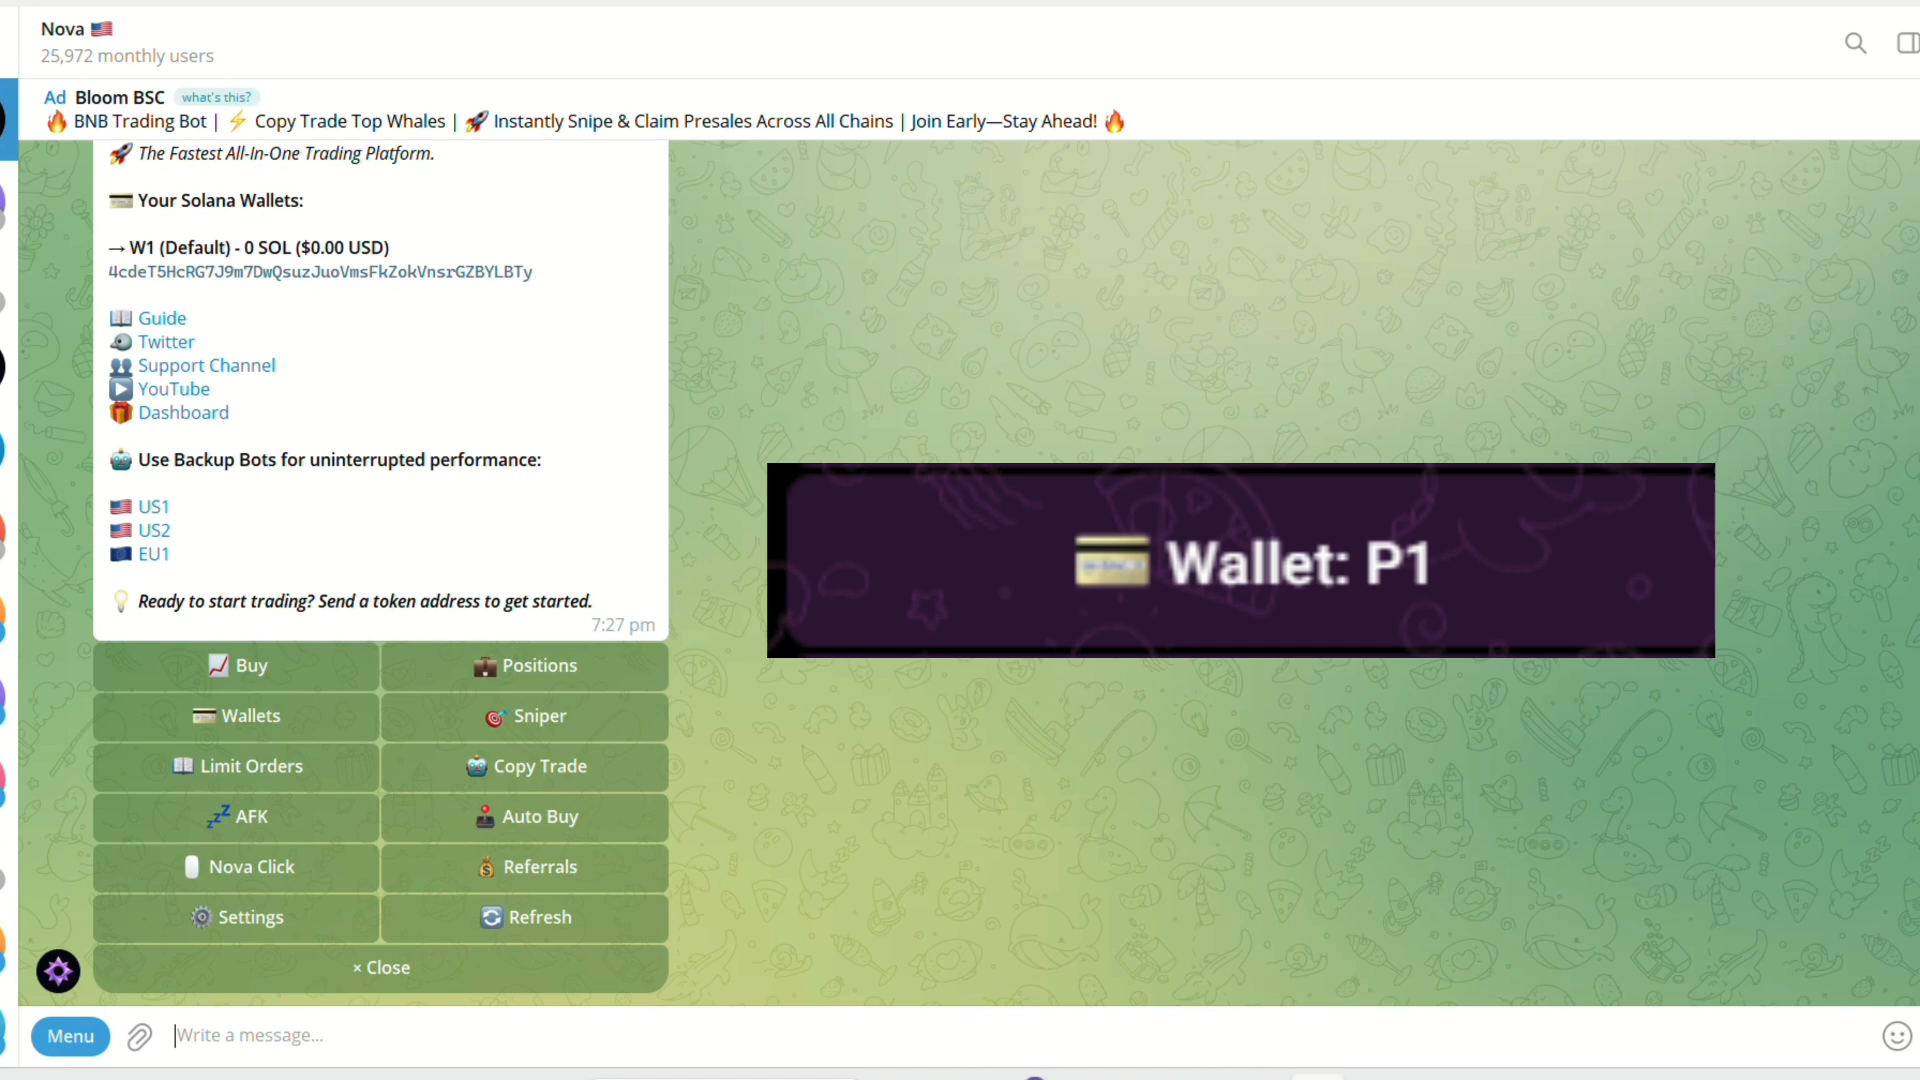 Nova 🇺🇸
25,972 monthly users
Ad Bloom BSC what's this?
🔥 BNB Trading Bot | ⚡ Copy Trade Top Whales | 🚀 Instantly Snipe & Claim Presales Across All Chains | Join Early—Stay Ahead! 🔥
🚀 The Fastest All-In-One Trading Platform.
💳 Your Solana Wallets:
→ W1 (Default) - 0 SOL ($0.00 USD)
4cdeT5HcRG7J9m7DwQsuzJuoVmsFkZokVnsrGZBYLBTy
📖 Guide
🐦 Twitter
👥 Support Channel
▶️ YouTube
🎁 Dashboard
🤖 Use Backup Bots for uninterrupted performance:
🇺🇸 US1
🇺🇸 US2
🇪🇺 EU1
💡 Ready to start trading? Send a token address to get started.
7:27 pm
💳 Wallet: P1
📈 Buy
💼 Positions
💳 Wallets
🎯 Sniper
📖 Limit Orders
🤖 Copy Trade
💤 AFK
🕹️ Auto Buy
🖱️ Nova Click
💰 Referrals
⚙️ Settings
🔄 Refresh
× Close
Menu
Write a message...